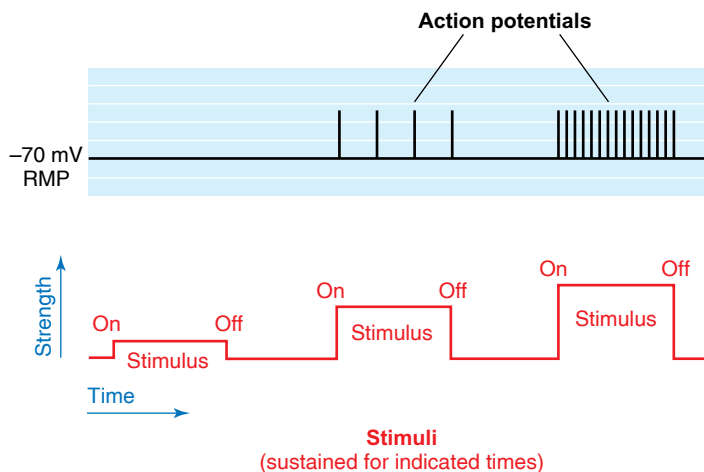 Action potentials
–70 mV
RMP
Strength
On
Off
Stimulus
On
Off
Stimulus
On
Off
Stimulus
Time
Stimuli
(sustained for indicated times)